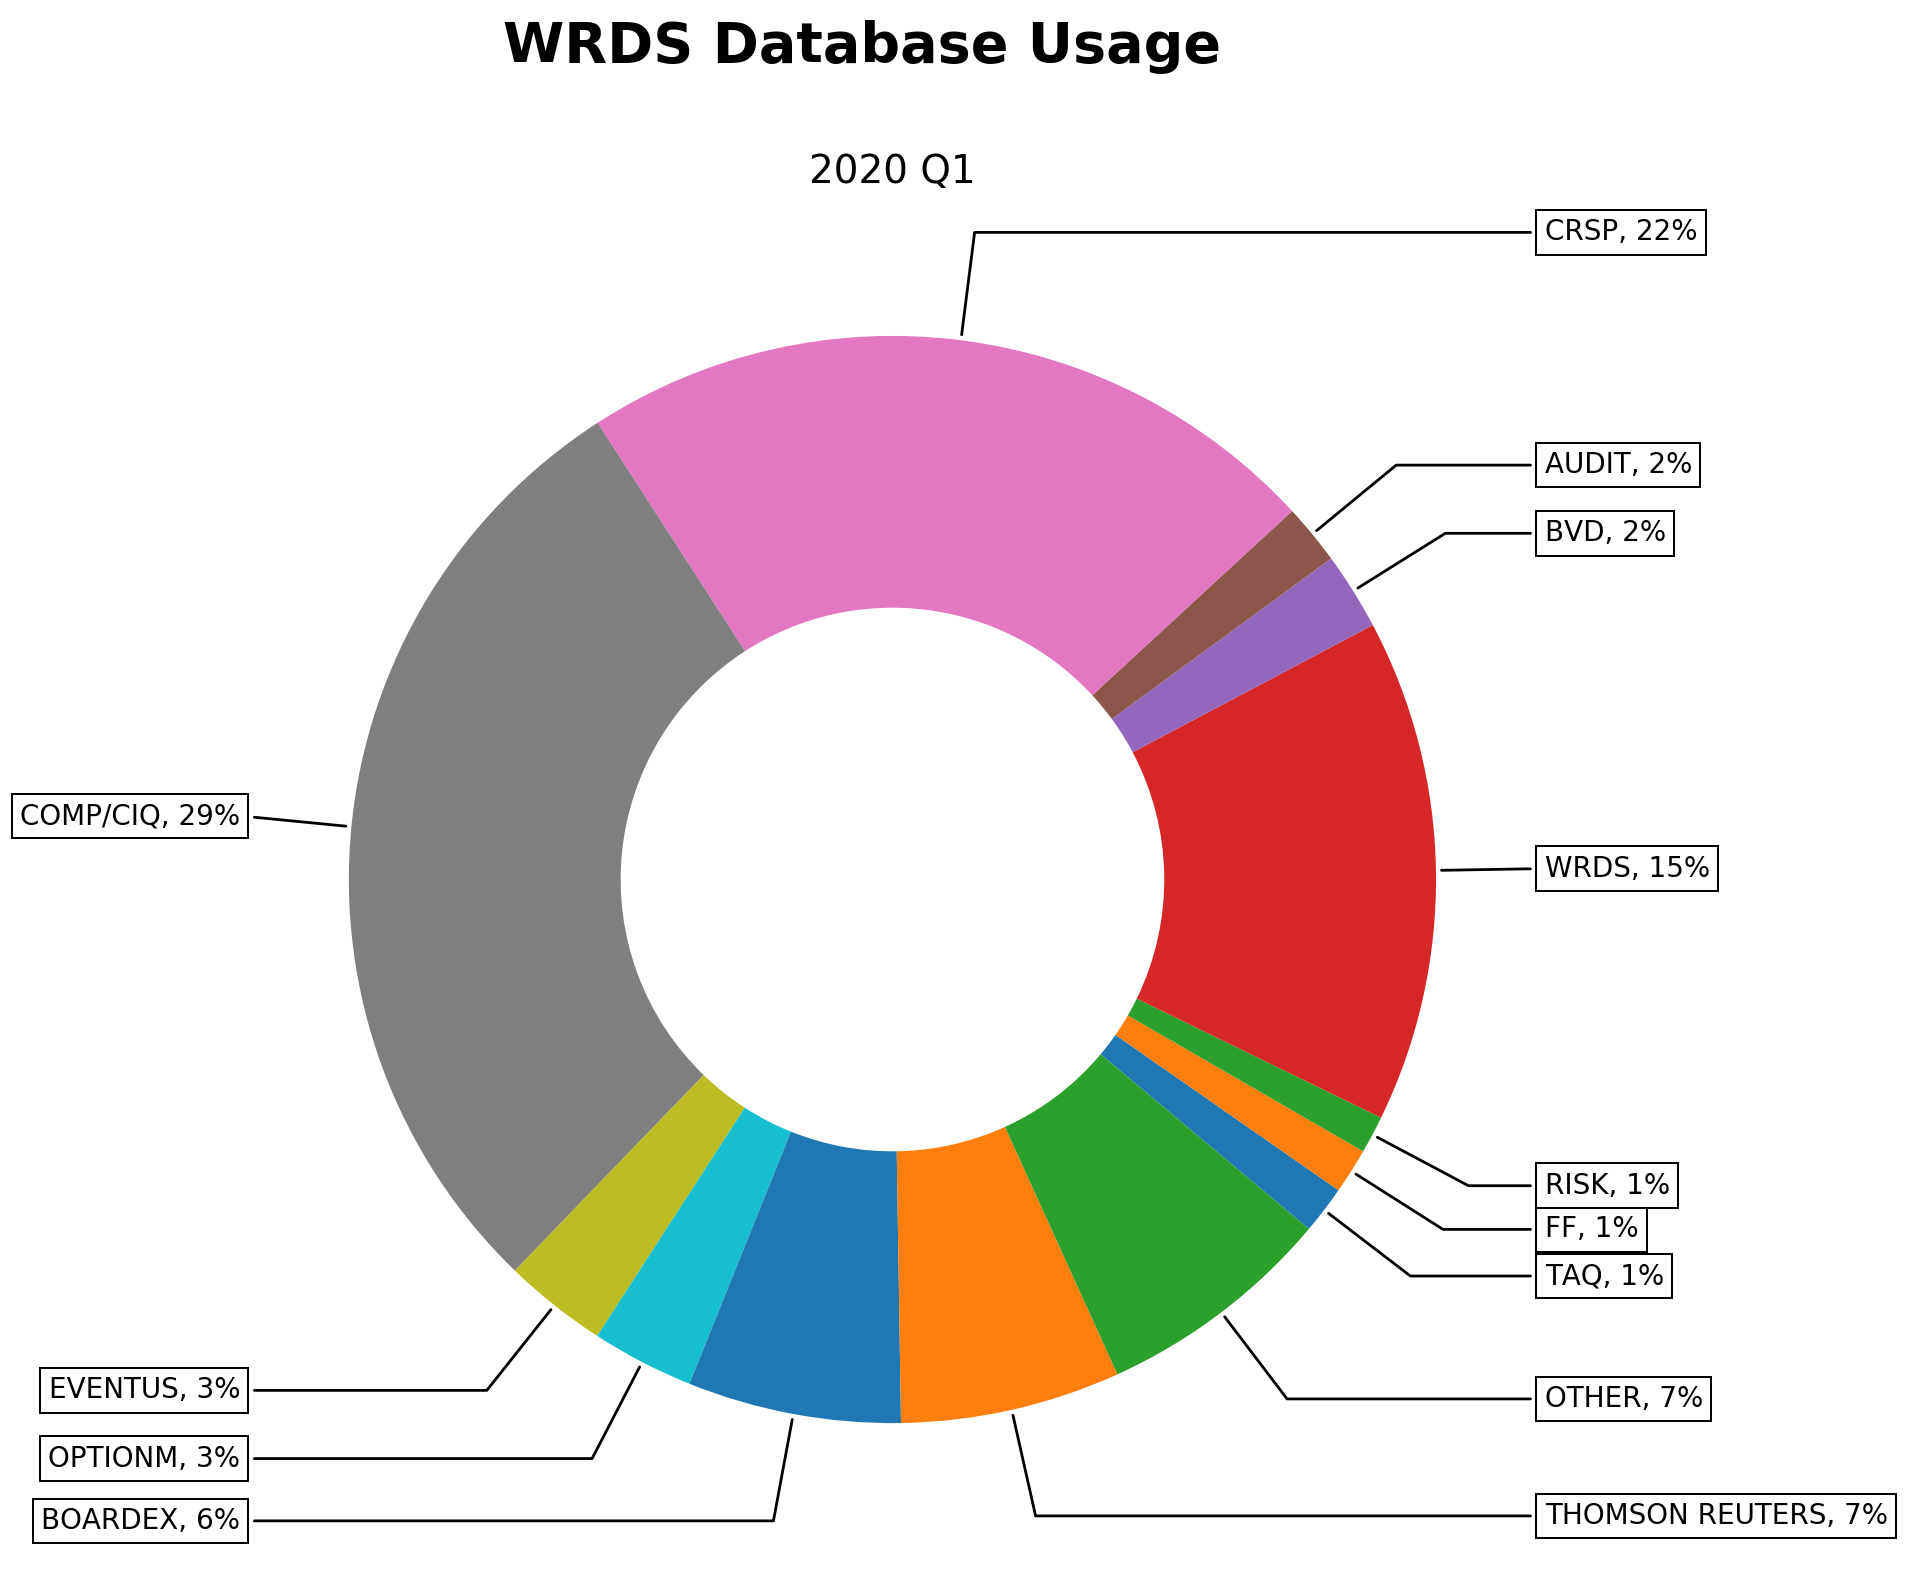 WRDS Database Usage
2020 Q1
CRSP, 22%
AUDIT, 2%
BVD, 2%
COMP/CIQ, 29%
WRDS, 15%
RISK, 1%
FF, 1%
TAQ, 1%
EVENTUS, 3%
OTHER, 7%
OPTIONM, 3%
THOMSON REUTERS, 7%
BOARDEX, 6%